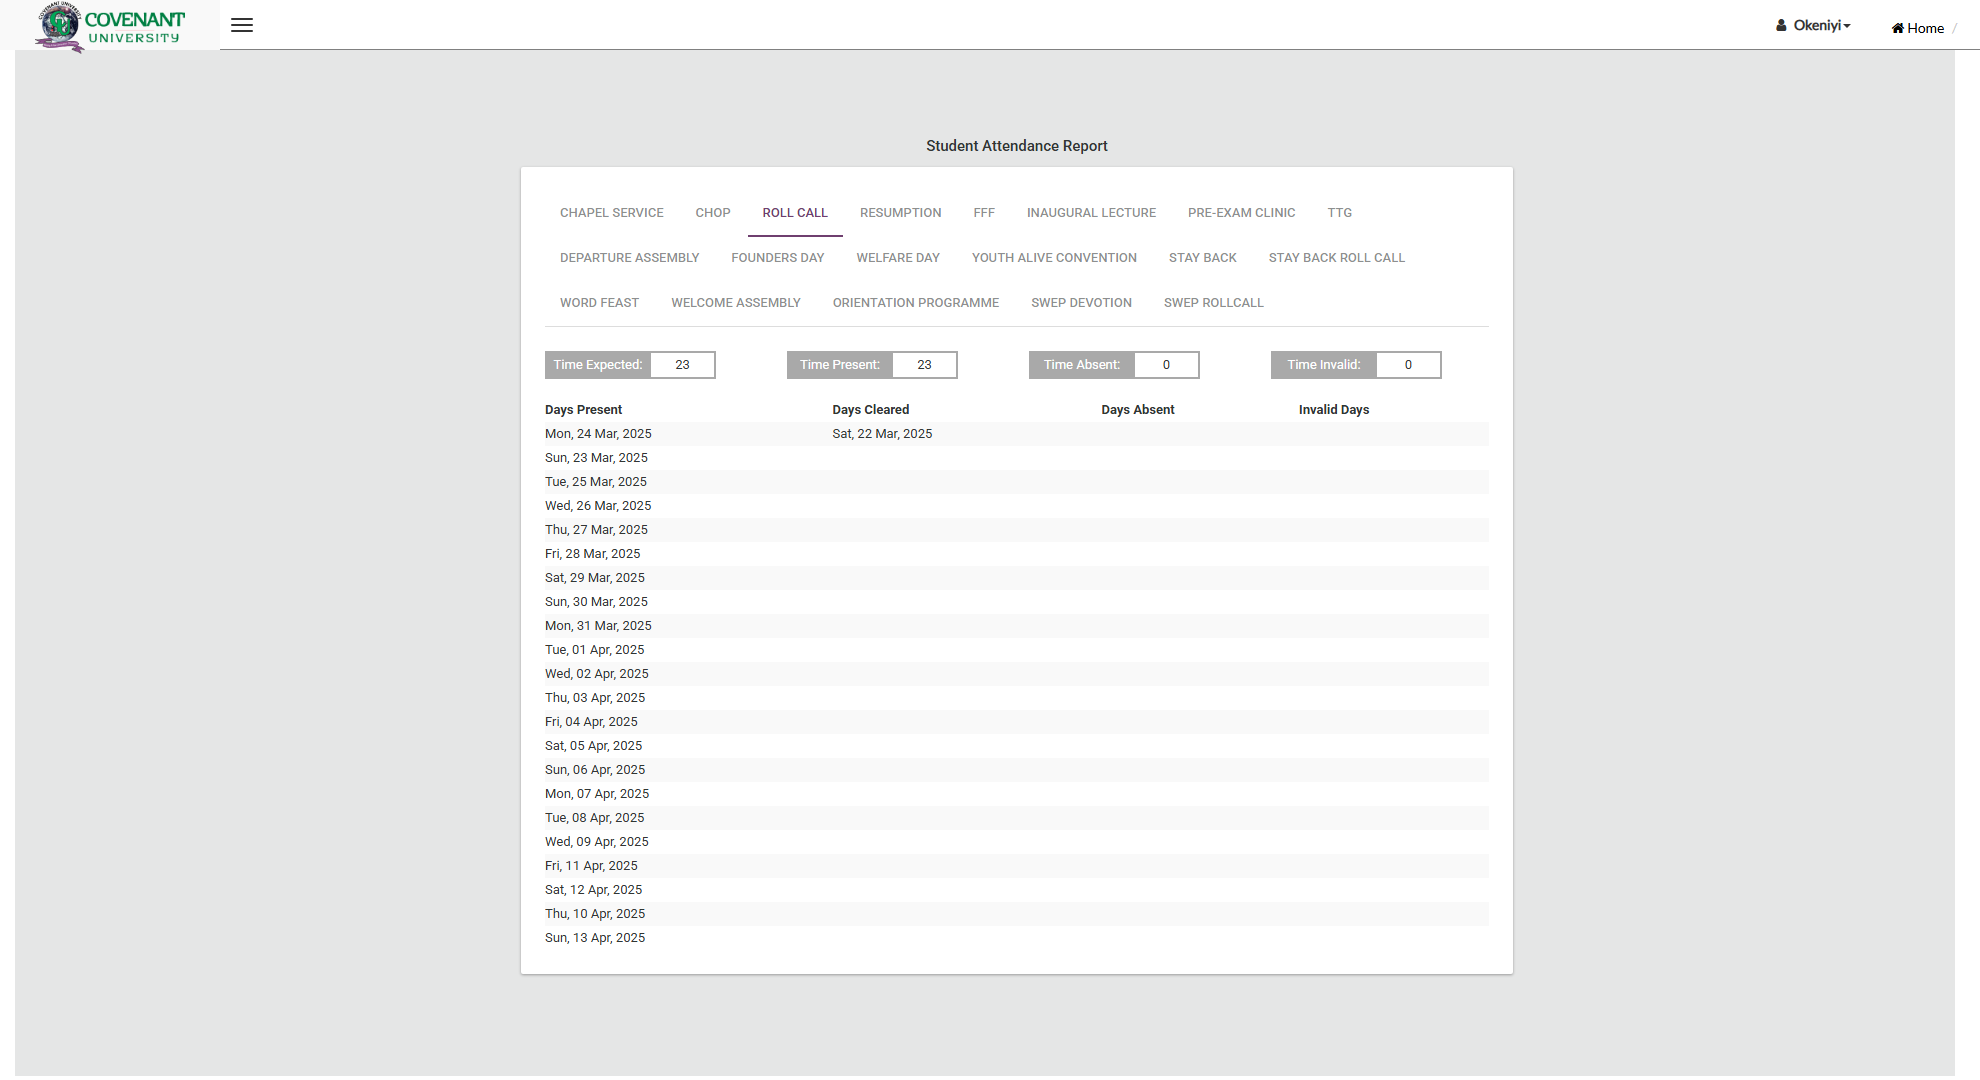 COVENANT UNIVERSITY
COVENANT
UNIVERSITY
Okeniyi
Home /
Student Attendance Report
CHAPEL SERVICE CHOP ROLL CALL RESUMPTION FFF INAUGURAL LECTURE PRE-EXAM CLINIC TTG
DEPARTURE ASSEMBLY FOUNDERS DAY WELFARE DAY YOUTH ALIVE CONVENTION STAY BACK STAY BACK ROLL CALL
WORD FEAST WELCOME ASSEMBLY ORIENTATION PROGRAMME SWEP DEVOTION SWEP ROLLCALL
Time Expected: 23 Time Present: 23 Time Absent: 0 Time Invalid: 0
Days Present Days Cleared Days Absent Invalid Days
Mon, 24 Mar, 2025 Sat, 22 Mar, 2025
Sun, 23 Mar, 2025
Tue, 25 Mar, 2025
Wed, 26 Mar, 2025
Thu, 27 Mar, 2025
Fri, 28 Mar, 2025
Sat, 29 Mar, 2025
Sun, 30 Mar, 2025
Mon, 31 Mar, 2025
Tue, 01 Apr, 2025
Wed, 02 Apr, 2025
Thu, 03 Apr, 2025
Fri, 04 Apr, 2025
Sat, 05 Apr, 2025
Sun, 06 Apr, 2025
Mon, 07 Apr, 2025
Tue, 08 Apr, 2025
Wed, 09 Apr, 2025
Fri, 11 Apr, 2025
Sat, 12 Apr, 2025
Thu, 10 Apr, 2025
Sun, 13 Apr, 2025